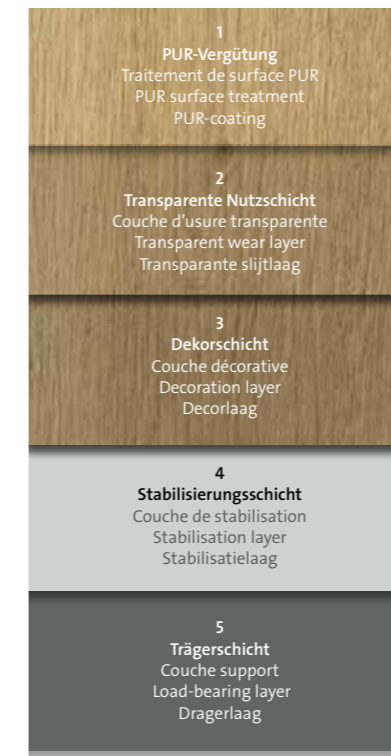 1
PUR-Vergütung
Traitement de surface PUR
PUR surface treatment
PUR-coating
2
Transparente Nutzschicht
Couche d'usure transparente
Transparent wear layer
Transparante slijtlaag
3
Dekorschicht
Couche décorative
Decoration layer
Decorlaag
4
Stabilisierungsschicht
Couche de stabilisation
Stabilisation layer
Stabilisatielaag
5
Trägerschicht
Couche support
Load-bearing layer
Dragerlaag